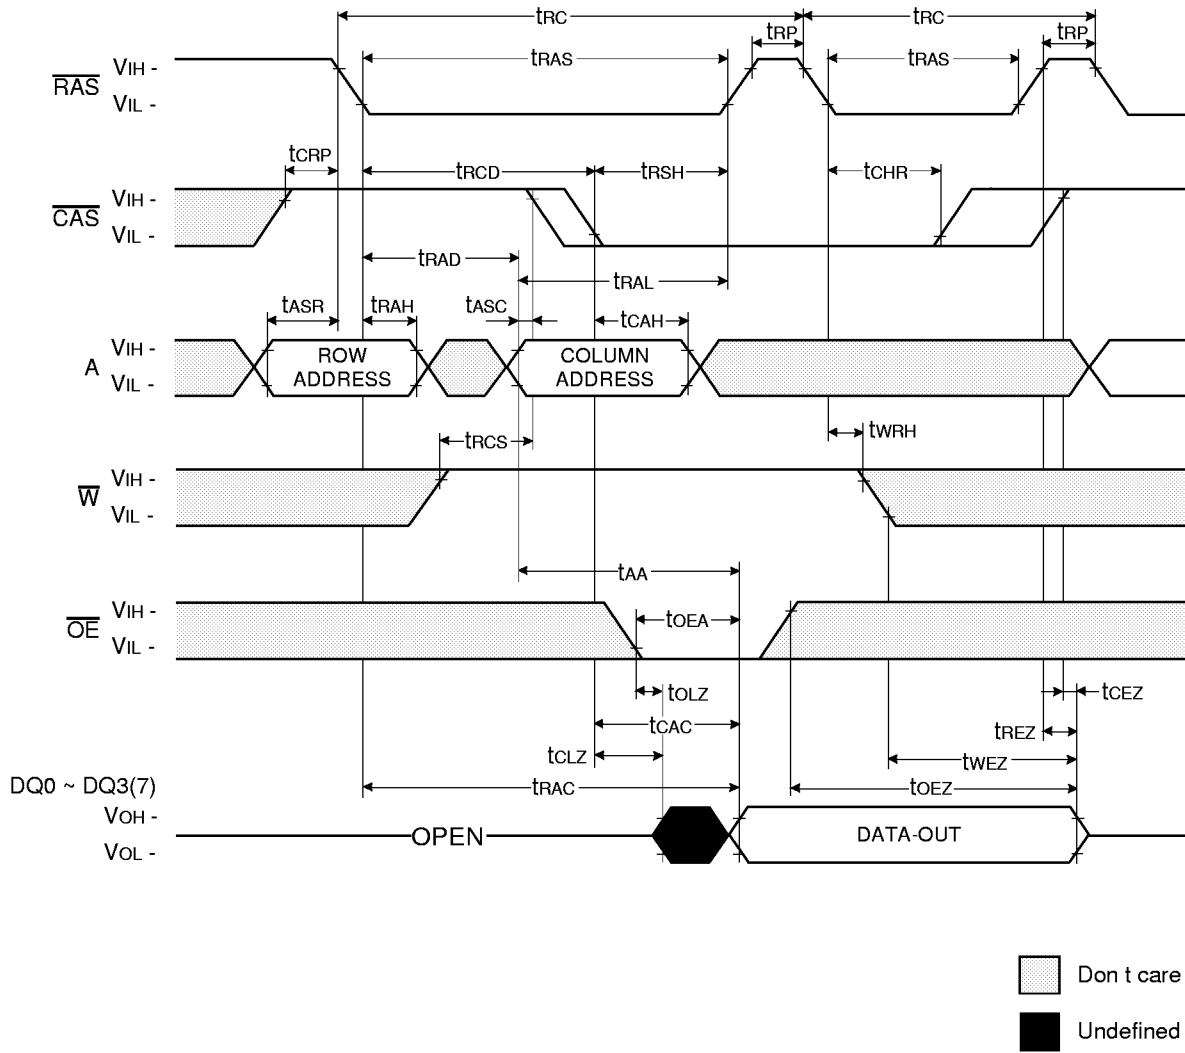 tRC tRC
tRP tRP
tRAS tRAS
RAS VIH -
VIL -
tCRP tRCD tRSH tCHR
CAS VIH -
VIL -
tRAD
tRAL
tASR tRAH tASC tCAH
A VIH -
VIL -
ROW
ADDRESS
COLUMN
ADDRESS
tRCS tWRH
W VIH -
VIL -
tAA
OE VIH -
VIL -
tOEA
tOLZ tCEZ
tCAC tREZ
tCLZ tWEZ
DQ0 ~ DQ3(7) tRAC tOEZ
VOH -
VOL -
OPEN DATA-OUT
Don t care
Undefined